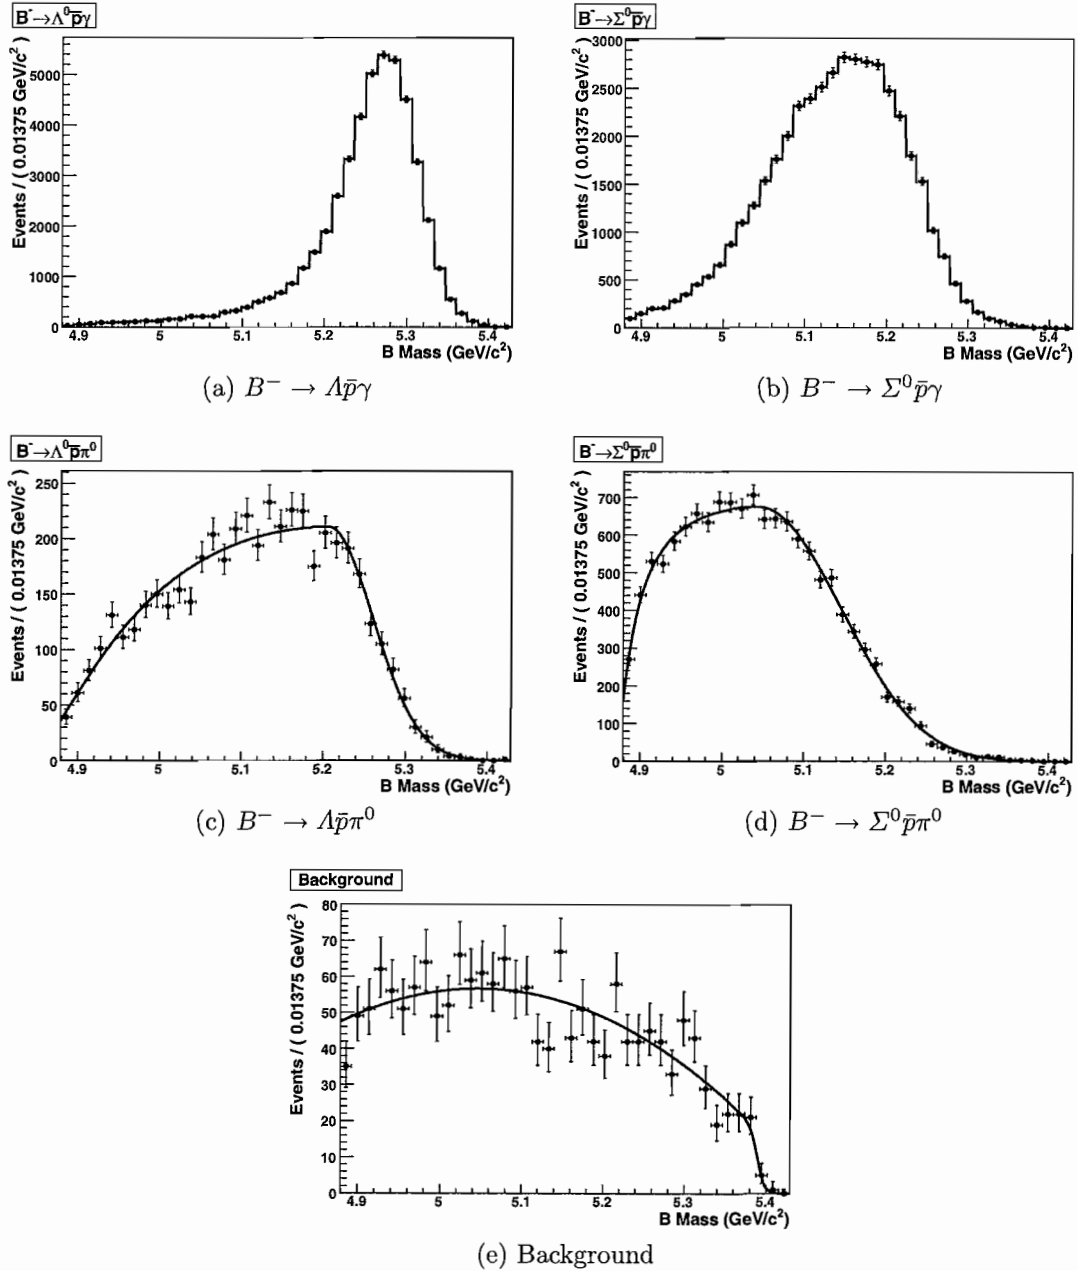 B⁻→Λ⁰p̄γ
Events / ( 0.01375 GeV/c² )
5000
4000
3000
2000
1000
0
4.9 5 5.1 5.2 5.3 5.4
B Mass (GeV/c²)
(a) B⁻ → Λp̄γ
B⁻→Σ⁰p̄γ
Events / ( 0.01375 GeV/c² )
3000
2500
2000
1500
1000
500
0
4.9 5 5.1 5.2 5.3 5.4
B Mass (GeV/c²)
(b) B⁻ → Σ⁰p̄γ
B⁻→Λ⁰p̄π⁰
Events / ( 0.01375 GeV/c² )
250
200
150
100
50
0
4.9 5 5.1 5.2 5.3 5.4
B Mass (GeV/c²)
(c) B⁻ → Λp̄π⁰
B⁻→Σ⁰p̄π⁰
Events / ( 0.01375 GeV/c² )
700
600
500
400
300
200
100
0
4.9 5 5.1 5.2 5.3 5.4
B Mass (GeV/c²)
(d) B⁻ → Σ⁰p̄π⁰
Background
Events / ( 0.01375 GeV/c² )
80
70
60
50
40
30
20
10
0
4.9 5 5.1 5.2 5.3 5.4
B Mass (GeV/c²)
(e) Background